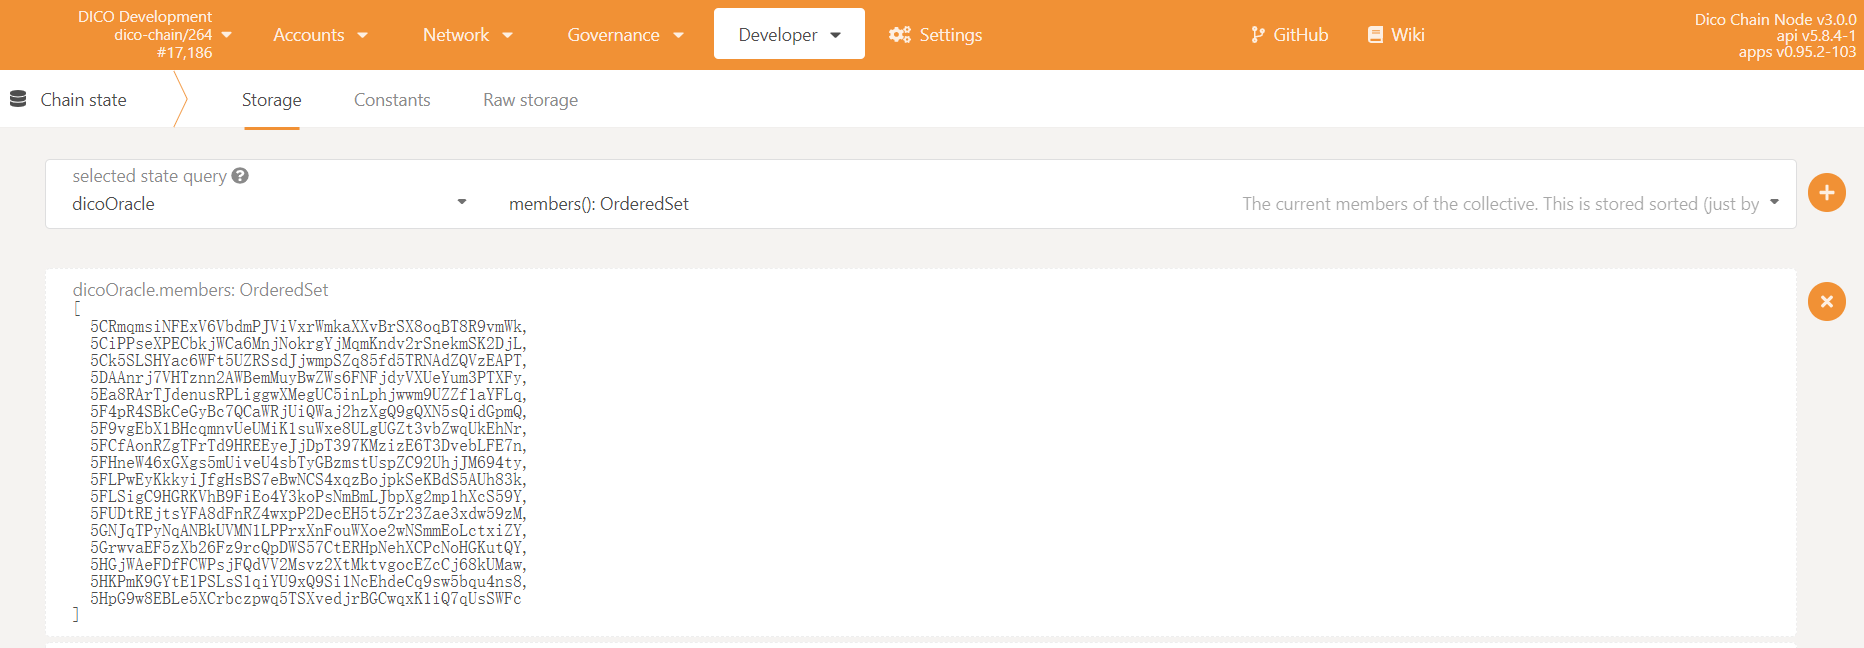 DICO Development
dico-chain/264
#17,186
Accounts
Network
Governance
Developer
Settings
GitHub
Wiki
Dico Chain Node v3.0.0
api v5.8.4-1
apps v0.95.2-103
Chain state
Storage
Constants
Raw storage
selected state query
dicoOracle
members(): OrderedSet
The current members of the collective. This is stored sorted (just by
dicoOracle.members: OrderedSet
[
5CRmqmsiNFExV6VbdmPJViVxrWmkaXXvBrSX8oqBT8R9vmWk,
5CiPPseXPECbkjWCa6MnjNokrgYjMqmKndv2rSnekmSK2DjL,
5Ck5SLSHYac6WFt5UZRSsdJjwmpSZq85fd5TRNAdZQVzEAPT,
5DAAnrj7VHTznn2AWBemMuyBwZWs6FNFjdyVXUeYum3PTXFy,
5Ea8RArTJdenusRPLiggwXMegUC5inLphjwwm9UZZf1aYFLq,
5F4pR4SBkCeGyBc7QCaWRjUiQWaj2hzXgQ9gQXN5sQidGpmQ,
5F9vgEbX1BHcqmnvUeUMiK1suWxe8ULgUGZt3vbZwqUkEhNr,
5FCfAonRZgTFrTd9HREEyeJjDpT397KMzizE6T3DvebLFE7n,
5FHneW46xGXgs5mUiveU4sbTyGBzmstUspZC92UhjJM694ty,
5FLPwEyKkkyiJfgHsBS7eBwNCS4xqzBojpkSeKBdS5AUh83k,
5FLSigC9HGRKVhB9FiEo4Y3koPsNmBmLJbpXg2mp1hXcS59Y,
5FUDtREjtsYFA8dFnRZ4wxpP2DecEH5t5Zr23Zae3xdw59zM,
5GNJqTPyNqANBkUVMN1LPPrxXnFouWXoe2wNSmmEoLctxiZY,
5GrwvaEF5zXb26Fz9rcQpDWS57CtERHpNehXCPcNoHGKutQY,
5HGjWAeFDfFCWPsjFQdVV2Msvz2XtMktvgocEZcCj68kUMaw,
5HKPmK9GYtE1PSLsS1qiYU9xQ9Si1NcEhdeCq9sw5bqu4ns8,
5HpG9w8EBLe5XCrbczpwq5TSXvedjrBGCwqxK1iQ7qUsSWFc
]